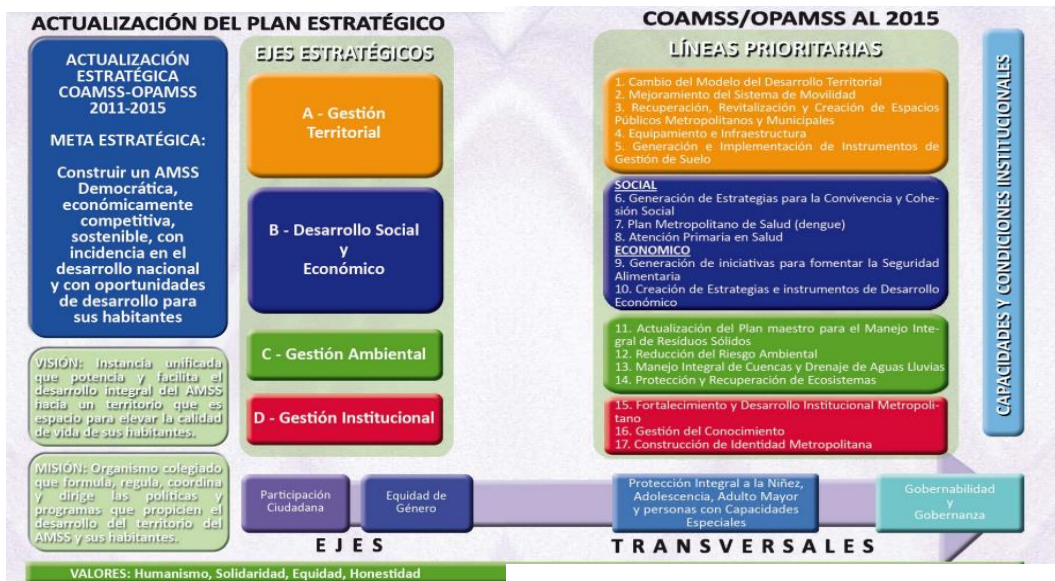 ACTUALIZACIÓN DEL PLAN ESTRATÉGICO
COAMSS/OPAMSS AL 2015
ACTUALIZACIÓN
ESTRATÉGICA
COAMSS-OPAMSS
2011-2015
META ESTRATÉGICA:
Construir un AMSS
Democrática,
económicamente
competitiva,
sostenible, con
incidencia en el
desarrollo nacional
y con oportunidades
de desarrollo para
sus habitantes
VISIÓN: Instancia unificada
que potencia y facilita el
desarrollo integral del AMSS
hacia un territorio que es
espacio para elevar la calidad
de vida de sus habitantes.
MISIÓN: Organismo colegiado
que formula, regula, coordina
y dirige las políticas y
programas que propicien el
desarrollo del territorio del
AMSS y sus habitantes.
EJES ESTRATÉGICOS
A - Gestión
Territorial
B - Desarrollo Social
y
Económico
C - Gestión Ambiental
D - Gestión Institucional
LÍNEAS PRIORITARIAS
1. Cambio del Modelo del Desarrollo Territorial
2. Mejoramiento del Sistema de Movilidad
3. Recuperación, Revitalización y Creación de Espacios
Públicos Metropolitanos y Municipales
4. Equipamiento e Infraestructura
5. Generación e Implementación de Instrumentos de
Gestión de Suelo
SOCIAL
6. Generación de Estrategias para la Convivencia y Cohe-
sión Social
7. Plan Metropolitano de Salud (dengue)
8. Atención Primaria en Salud
ECONOMICO
9. Generación de iniciativas para fomentar la Seguridad
Alimentaria
10. Creación de Estrategias e instrumentos de Desarrollo
Económico
11. Actualización del Plan maestro para el Manejo Inte-
gral de Resíduos Sólidos
12. Reducción del Riesgo Ambiental
13. Manejo Integral de Cuencas y Drenaje de Aguas Lluvias
14. Protección y Recuperación de Ecosistemas
15. Fortalecimiento y Desarrollo Institucional Metropoli-
tano
16. Gestión del Conocimiento
17. Construcción de Identidad Metropolitana
CAPACIDADES Y CONDICIONES INSTITUCIONALES
Participación
Ciudadana
Equidad de
Género
Protección Integral a la Niñez,
Adolescencia, Adulto Mayor
y personas con Capacidades
Especiales
Gobernabilidad
y
Gobernanza
EJES TRANSVERSALES
VALORES: Humanismo, Solidaridad, Equidad, Honestidad